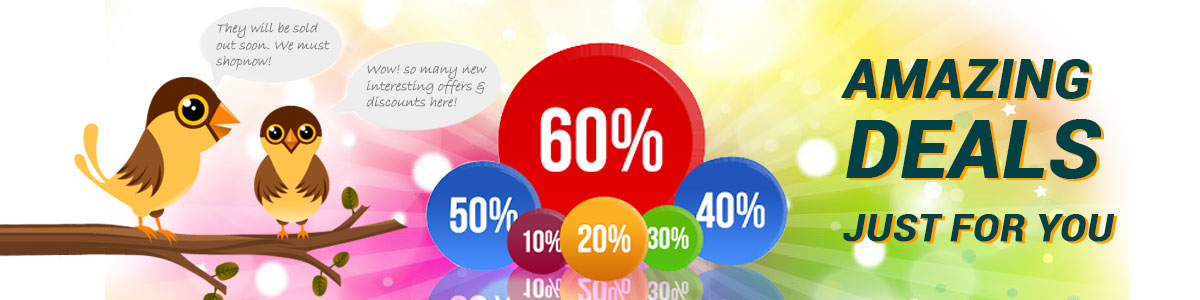 They will be sold
out soon. We must
shopnow!
Wow! so many new
interesting offers &
discounts here!
60%
50%
40%
10%
20%
30%
AMAZING
DEALS
JUST FOR YOU